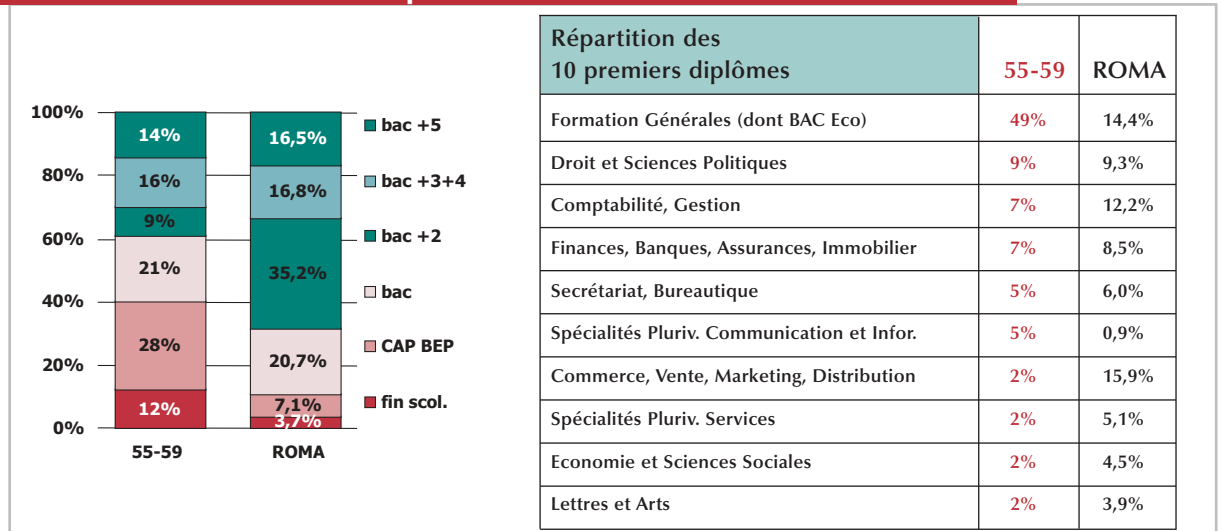 100%
80%
60%
40%
20%
0%
14%
16%
9%
21%
28%
12%
55-59
16,5%
16,8%
35,2%
20,7%
7,1%
3,7%
ROMA
bac +5
bac +3+4
bac +2
bac
CAP BEP
fin scol.
Répartition des
10 premiers diplômes 55-59 ROMA
Formation Générales (dont BAC Eco) 49% 14,4%
Droit et Sciences Politiques 9% 9,3%
Comptabilité, Gestion 7% 12,2%
Finances, Banques, Assurances, Immobilier 7% 8,5%
Secrétariat, Bureautique 5% 6,0%
Spécialités Pluriv. Communication et Infor. 5% 0,9%
Commerce, Vente, Marketing, Distribution 2% 15,9%
Spécialités Pluriv. Services 2% 5,1%
Economie et Sciences Sociales 2% 4,5%
Lettres et Arts 2% 3,9%